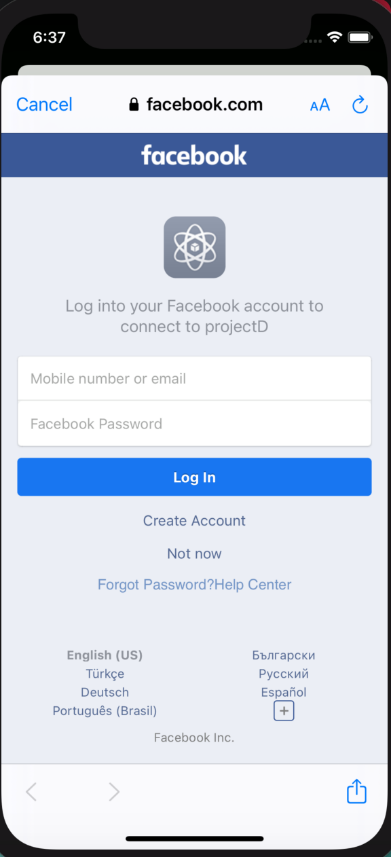 6:37
Cancel facebook.com AA
facebook
Log into your Facebook account to
connect to projectD
Mobile number or email
Facebook Password
Log In
Create Account
Not now
Forgot Password?Help Center
English (US) Български
Türkçe Русский
Deutsch Español
Português (Brasil) +
Facebook Inc.